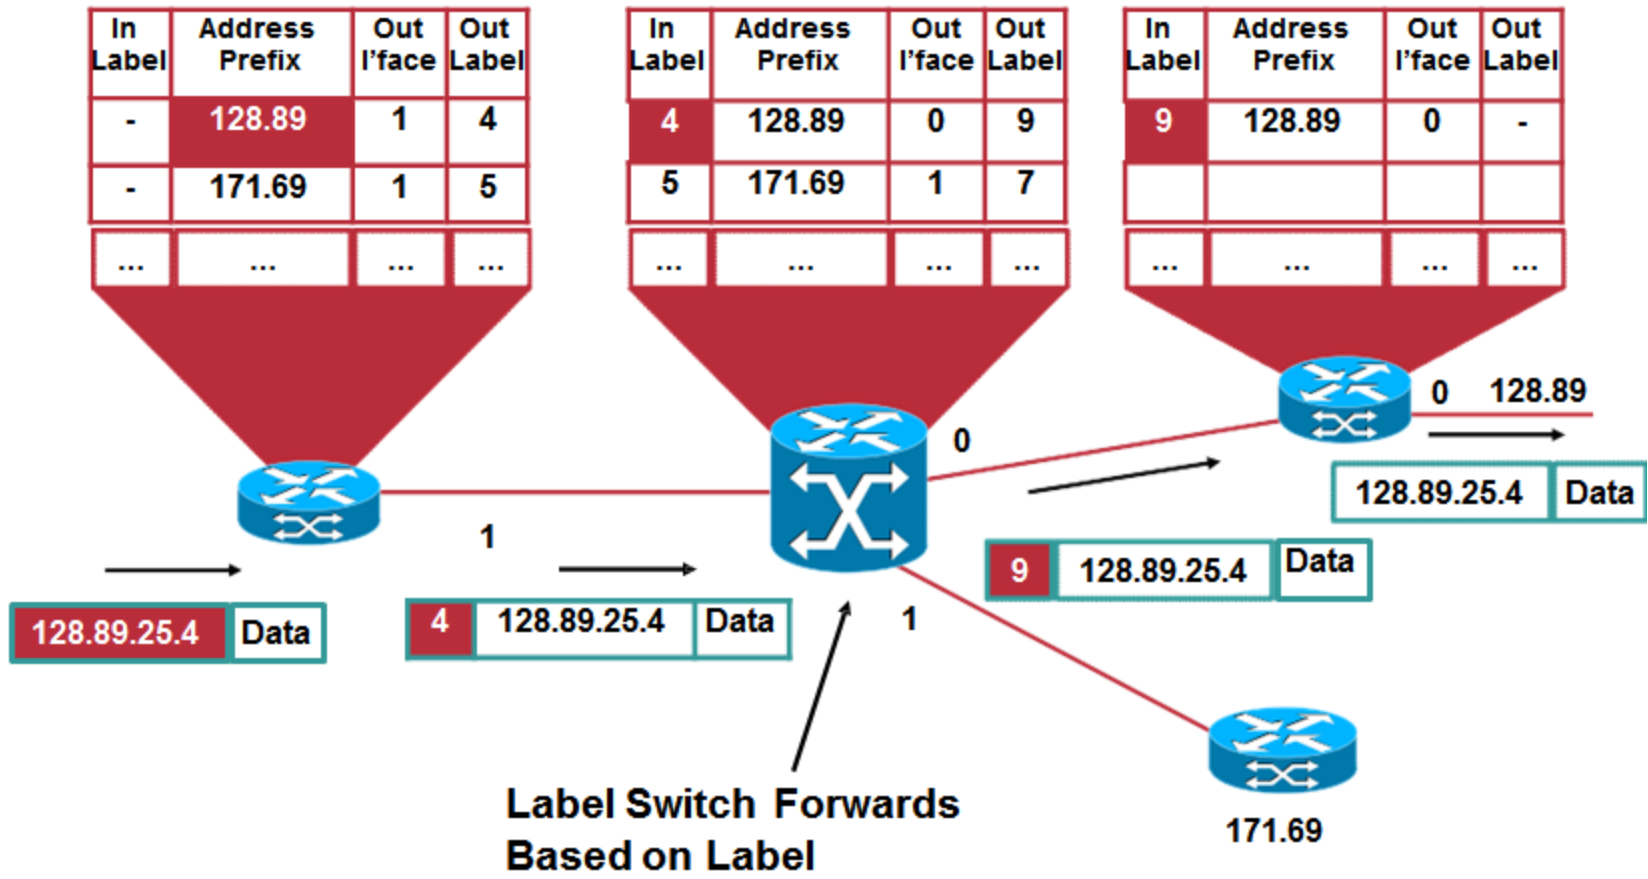 In Label Address Prefix Out I'face Out Label
- 128.89 1 4
- 171.69 1 5
... ... ... ...
In Label Address Prefix Out I'face Out Label
4 128.89 0 9
5 171.69 1 7
... ... ... ...
In Label Address Prefix Out I'face Out Label
9 128.89 0 -
... ... ... ...
0 128.89
0
128.89.25.4 Data
1
9 128.89.25.4 Data
128.89.25.4 Data
4 128.89.25.4 Data
1
Label Switch Forwards
Based on Label
171.69